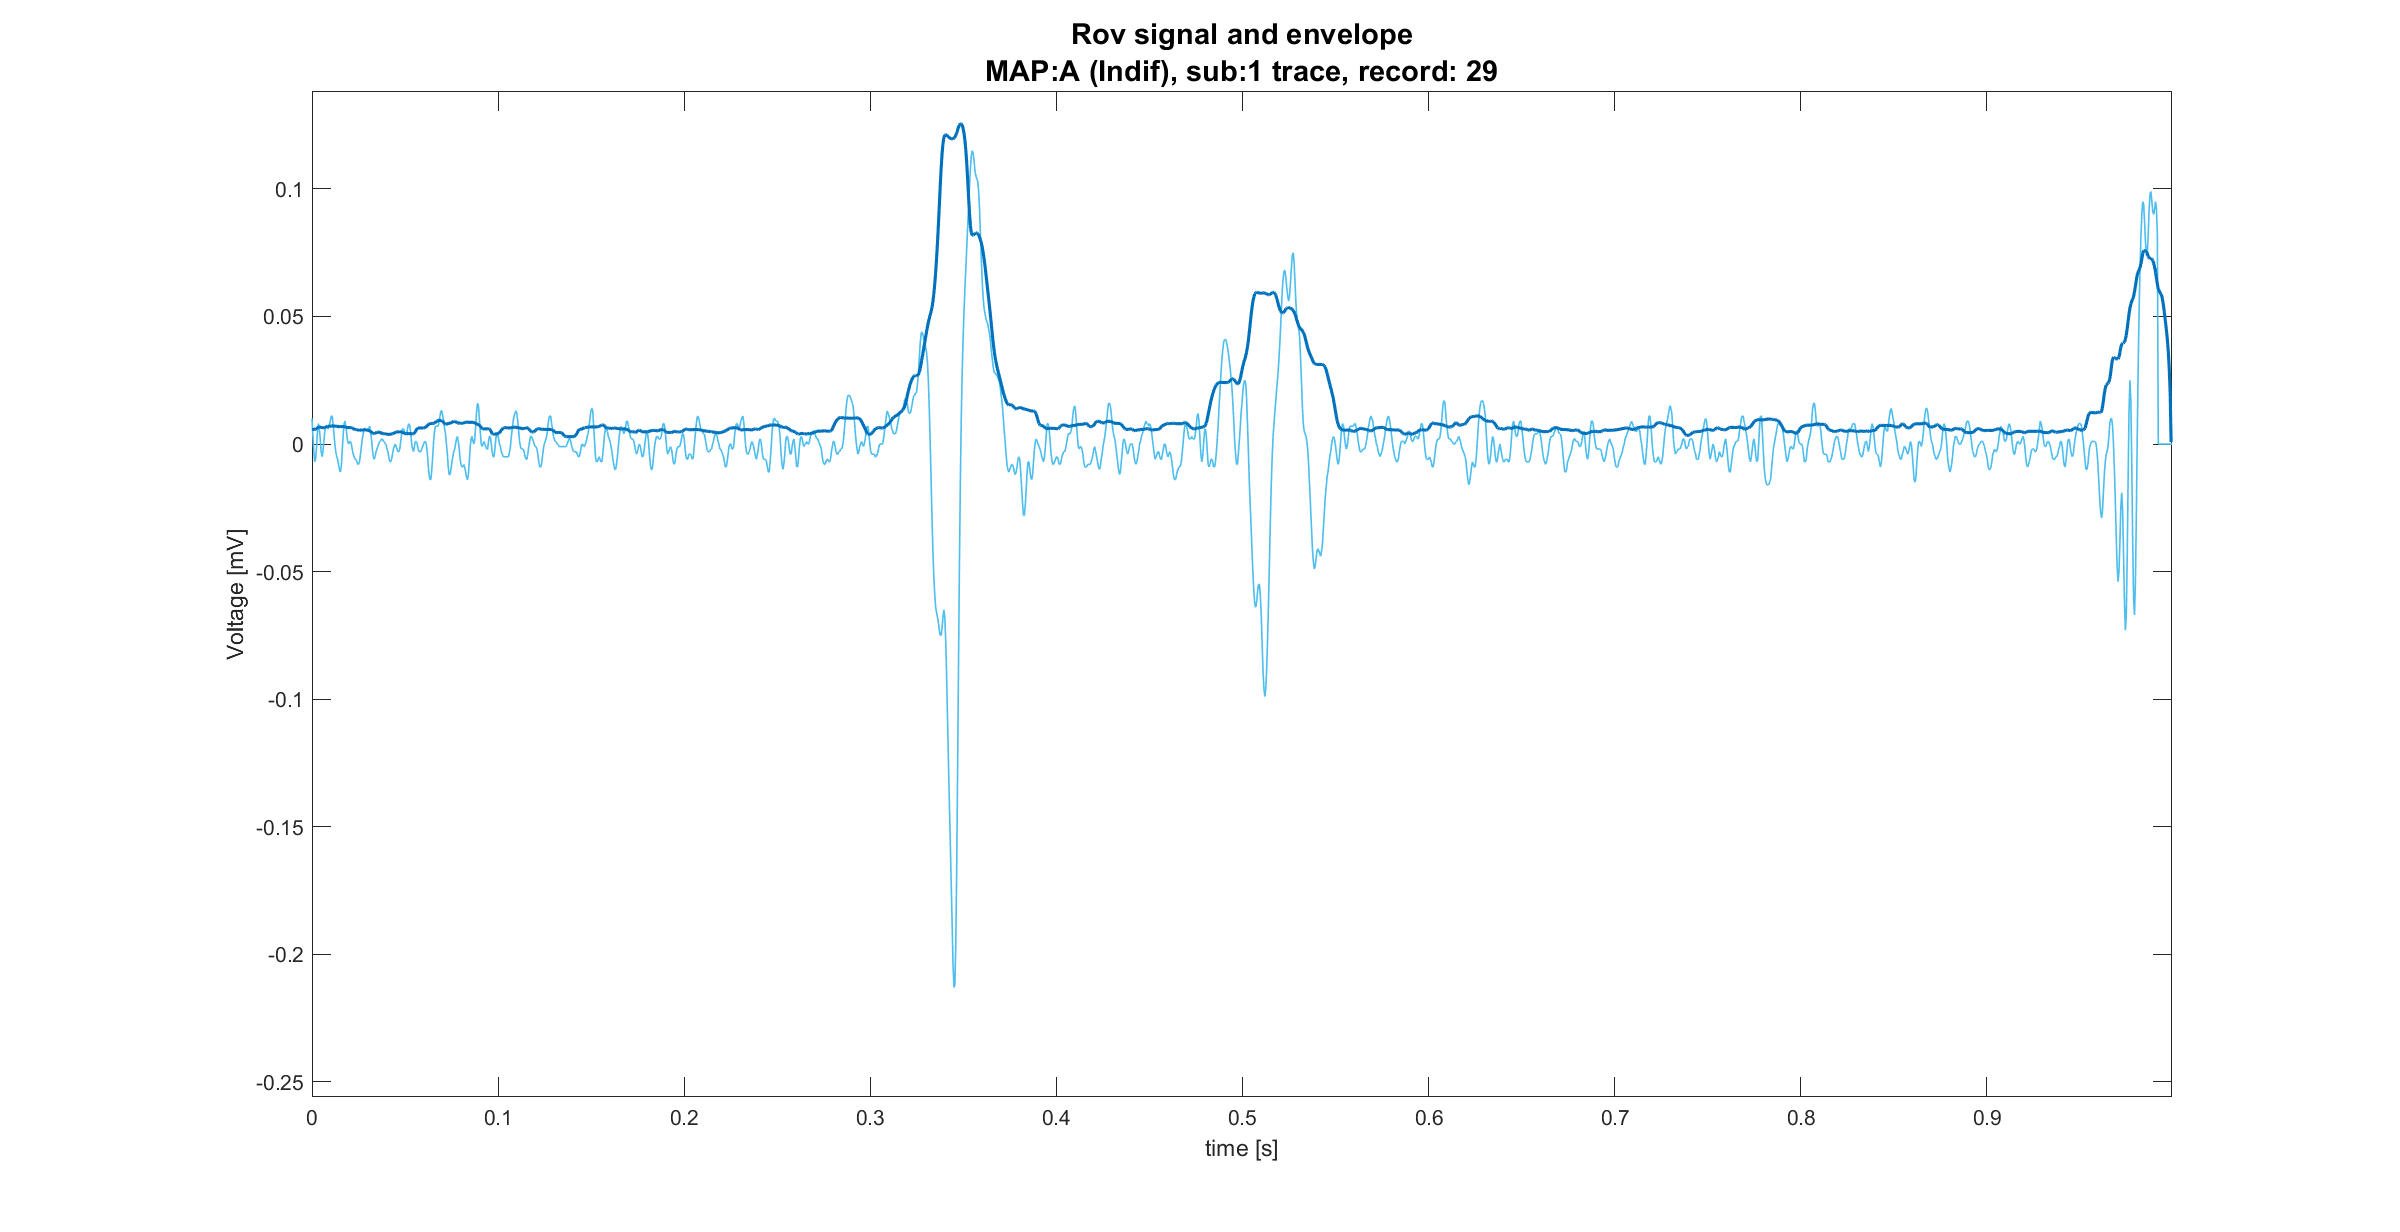 Rov signal and envelope
MAP:A (Indif), sub:1 trace, record: 29
0.1
0.05
0
-0.05
-0.1
-0.15
-0.2
-0.25
Voltage [mV]
0 0.1 0.2 0.3 0.4 0.5 0.6 0.7 0.8 0.9
time [s]